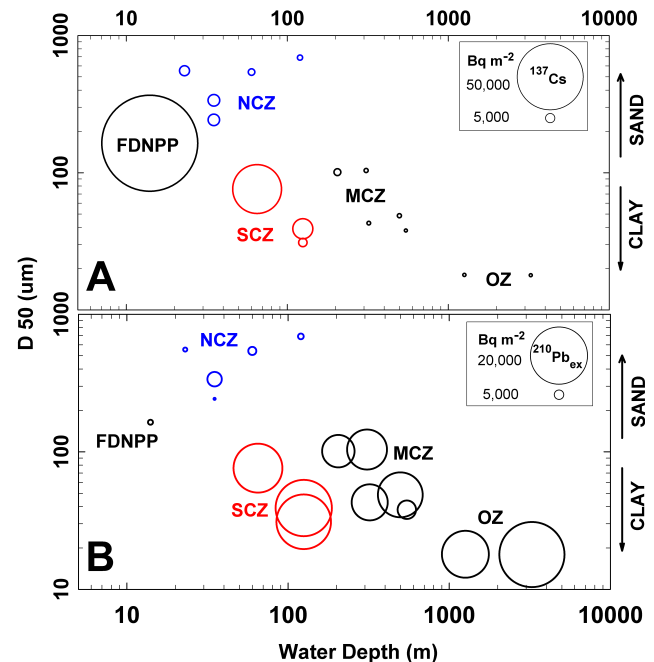 10 100 1000 10000
1000
100
D 50 (um)
Bq m-2
50,000
137Cs
5,000
NCZ
FDNPP
MCZ
SCZ
OZ
A
SAND
CLAY
1000
100
10
Bq m-2
20,000
210Pbex
5,000
NCZ
FDNPP
MCZ
SCZ
OZ
B
SAND
CLAY
10 100 1000 10000
Water Depth (m)